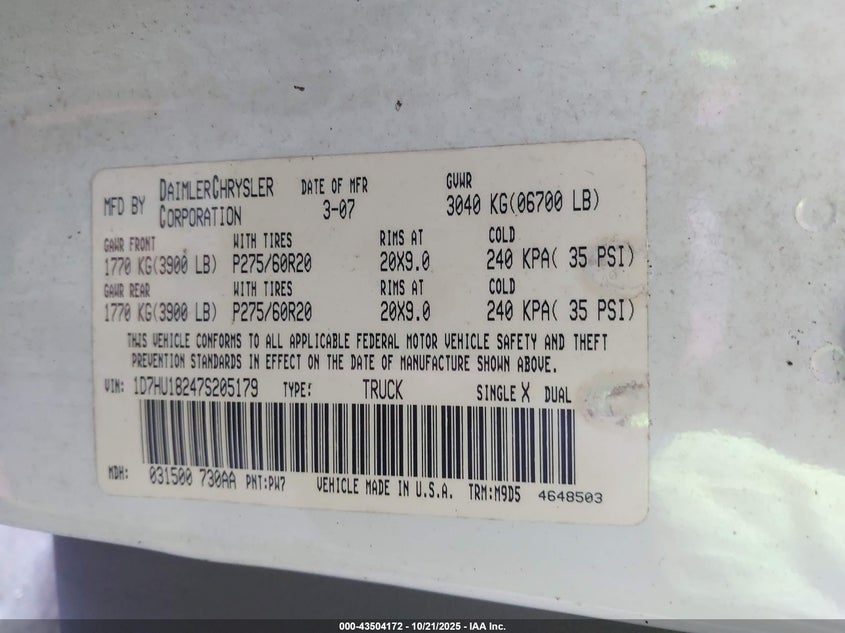 MFD BY DAIMLERCHRYSLER CORPORATION DATE OF MFR 3-07 GVWR 3040 KG(06700 LB)
GAWR FRONT WITH TIRES RIMS AT COLD
1770 KG(3900 LB) P275/60R20 20X9.0 240 KPA( 35 PSI)
GAWR REAR WITH TIRES RIMS AT COLD
1770 KG(3900 LB) P275/60R20 20X9.0 240 KPA( 35 PSI)
THIS VEHICLE CONFORMS TO ALL APPLICABLE FEDERAL MOTOR VEHICLE SAFETY AND THEFT
PREVENTION STANDARDS IN EFFECT ON THE DATE OF MANUFACTURE SHOWN ABOVE.
VIN: 1D7HU18247S205179 TYPE: TRUCK SINGLE X DUAL
MDH: 031500 730AA PNT:PW7 VEHICLE MADE IN U.S.A. TRM:M9D5 4648503
000-43504172 - 10/21/2025 - IAA Inc.